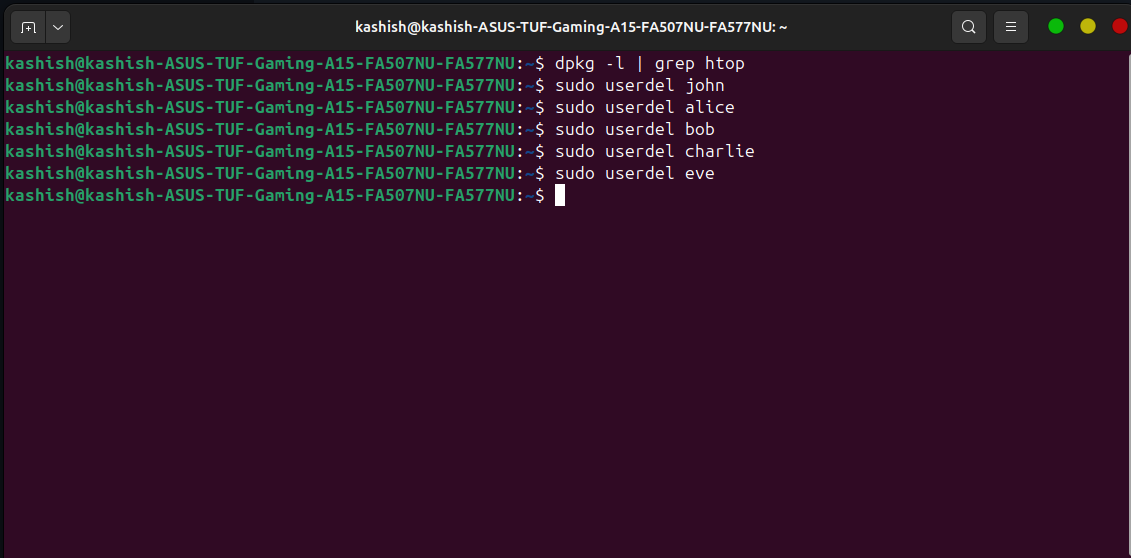 kashish@kashish-ASUS-TUF-Gaming-A15-FA507NU-FA577NU: ~
kashish@kashish-ASUS-TUF-Gaming-A15-FA507NU-FA577NU:~$ dpkg -l | grep htop
kashish@kashish-ASUS-TUF-Gaming-A15-FA507NU-FA577NU:~$ sudo userdel john
kashish@kashish-ASUS-TUF-Gaming-A15-FA507NU-FA577NU:~$ sudo userdel alice
kashish@kashish-ASUS-TUF-Gaming-A15-FA507NU-FA577NU:~$ sudo userdel bob
kashish@kashish-ASUS-TUF-Gaming-A15-FA507NU-FA577NU:~$ sudo userdel charlie
kashish@kashish-ASUS-TUF-Gaming-A15-FA507NU-FA577NU:~$ sudo userdel eve
kashish@kashish-ASUS-TUF-Gaming-A15-FA507NU-FA577NU:~$